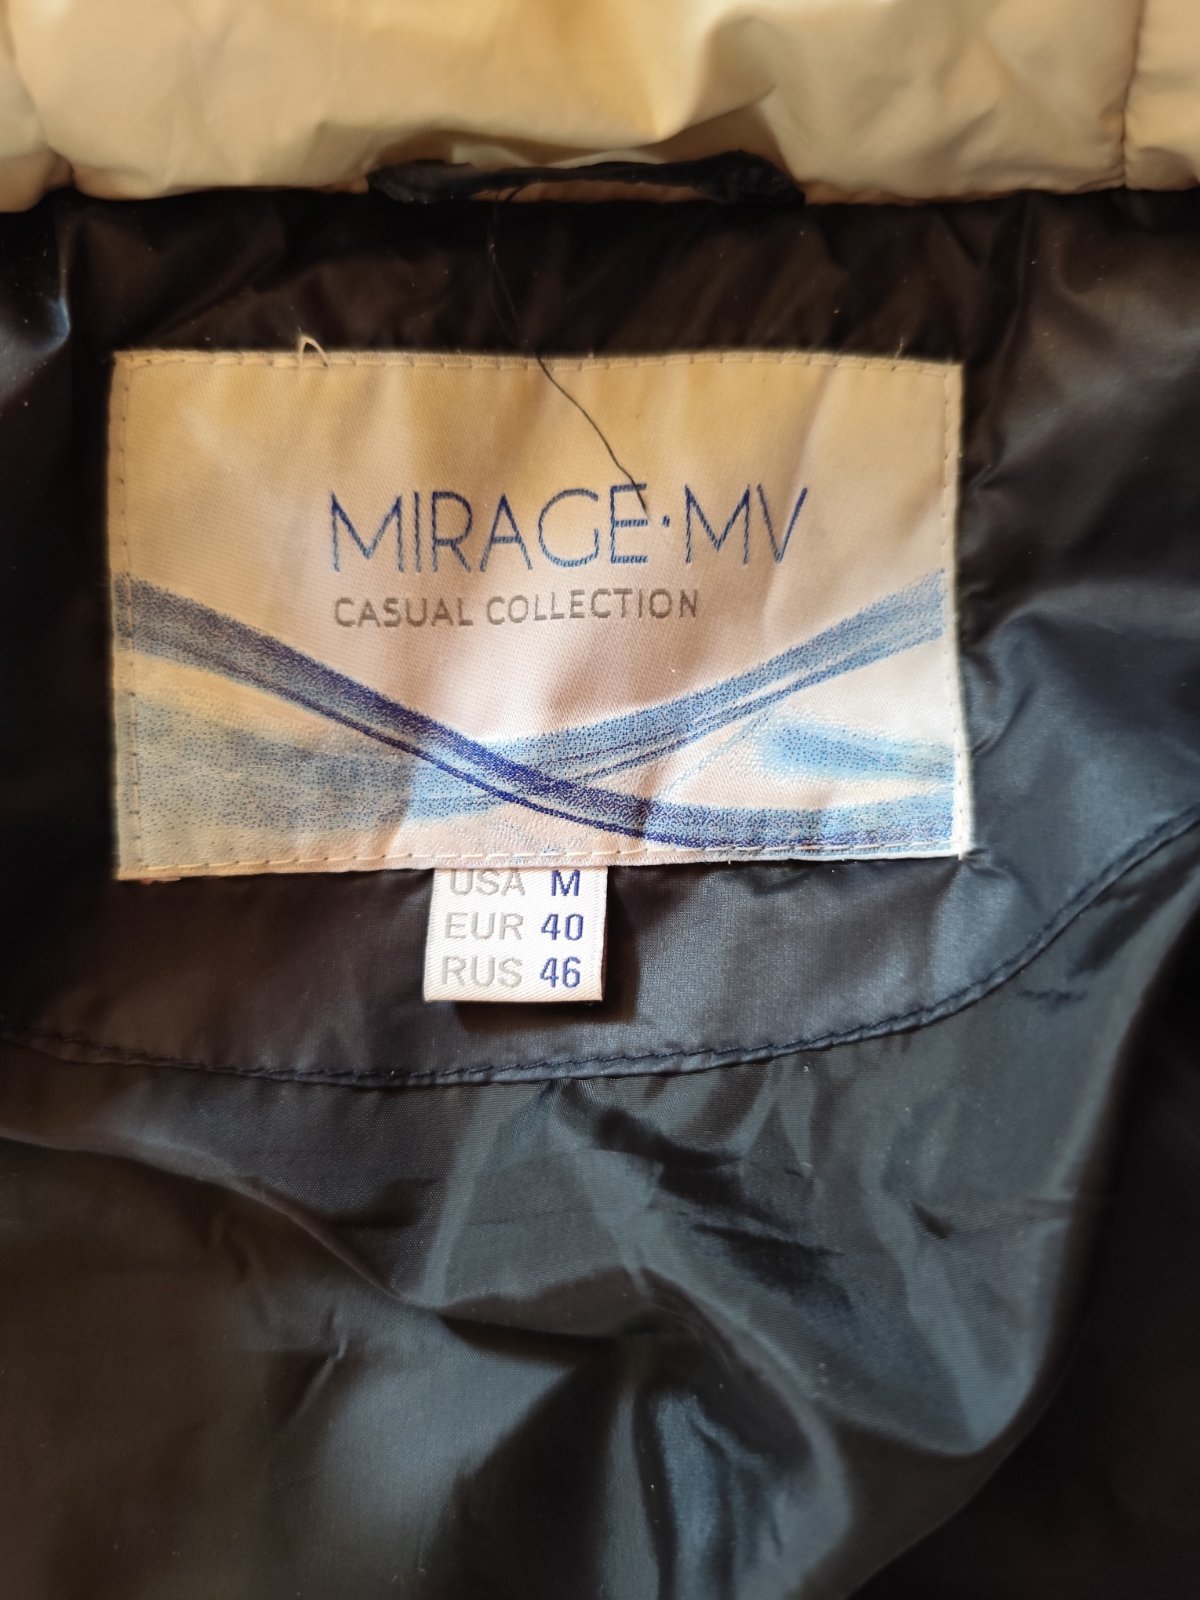 MIRAGE·MV
CASUAL COLLECTION
USA M
EUR 40
RUS 46